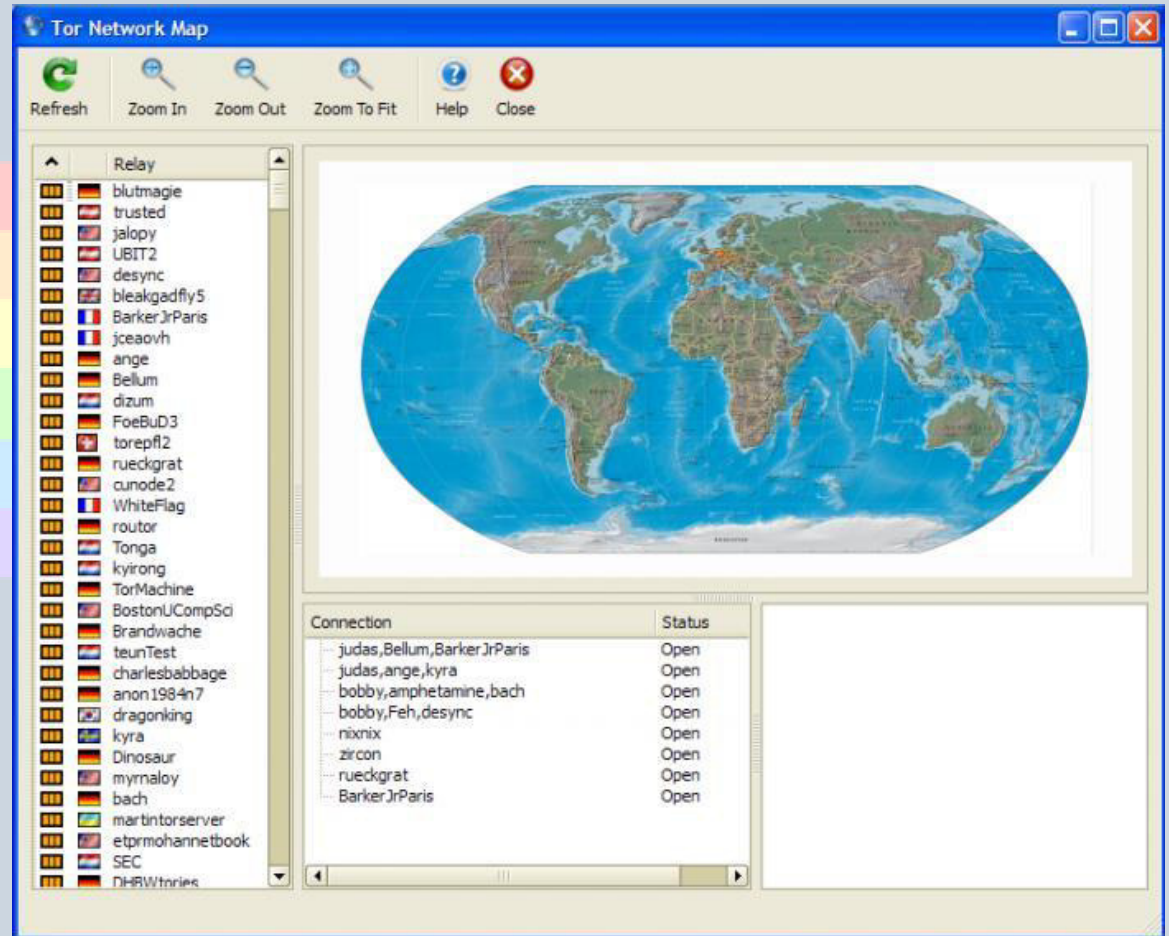 Tor Network Map
Refresh Zoom In Zoom Out Zoom To Fit Help Close
Relay
blutmagie
trusted
jalopy
UBIT2
desync
bleakgadfly5
BarkerJrParis
jceaovh
ange
Bellum
dizum
FoeBuD3
torepfl2
rueckgrat
cunode2
WhiteFlag
routor
Tonga
kyirong
TorMachine
BostonUCompSci
Brandwache
teunTest
charlesbabbage
anon1984n7
dragonking
kyra
Dinosaur
myrnaloy
bach
martintorserver
etprmohannetbook
SEC
DHBWtories
Connection Status
judas,Bellum,BarkerJrParis Open
judas,ange,kyra Open
bobby,amphetamine,bach Open
bobby,Feh,desync Open
nixnix Open
zircon Open
rueckgrat Open
BarkerJrParis Open